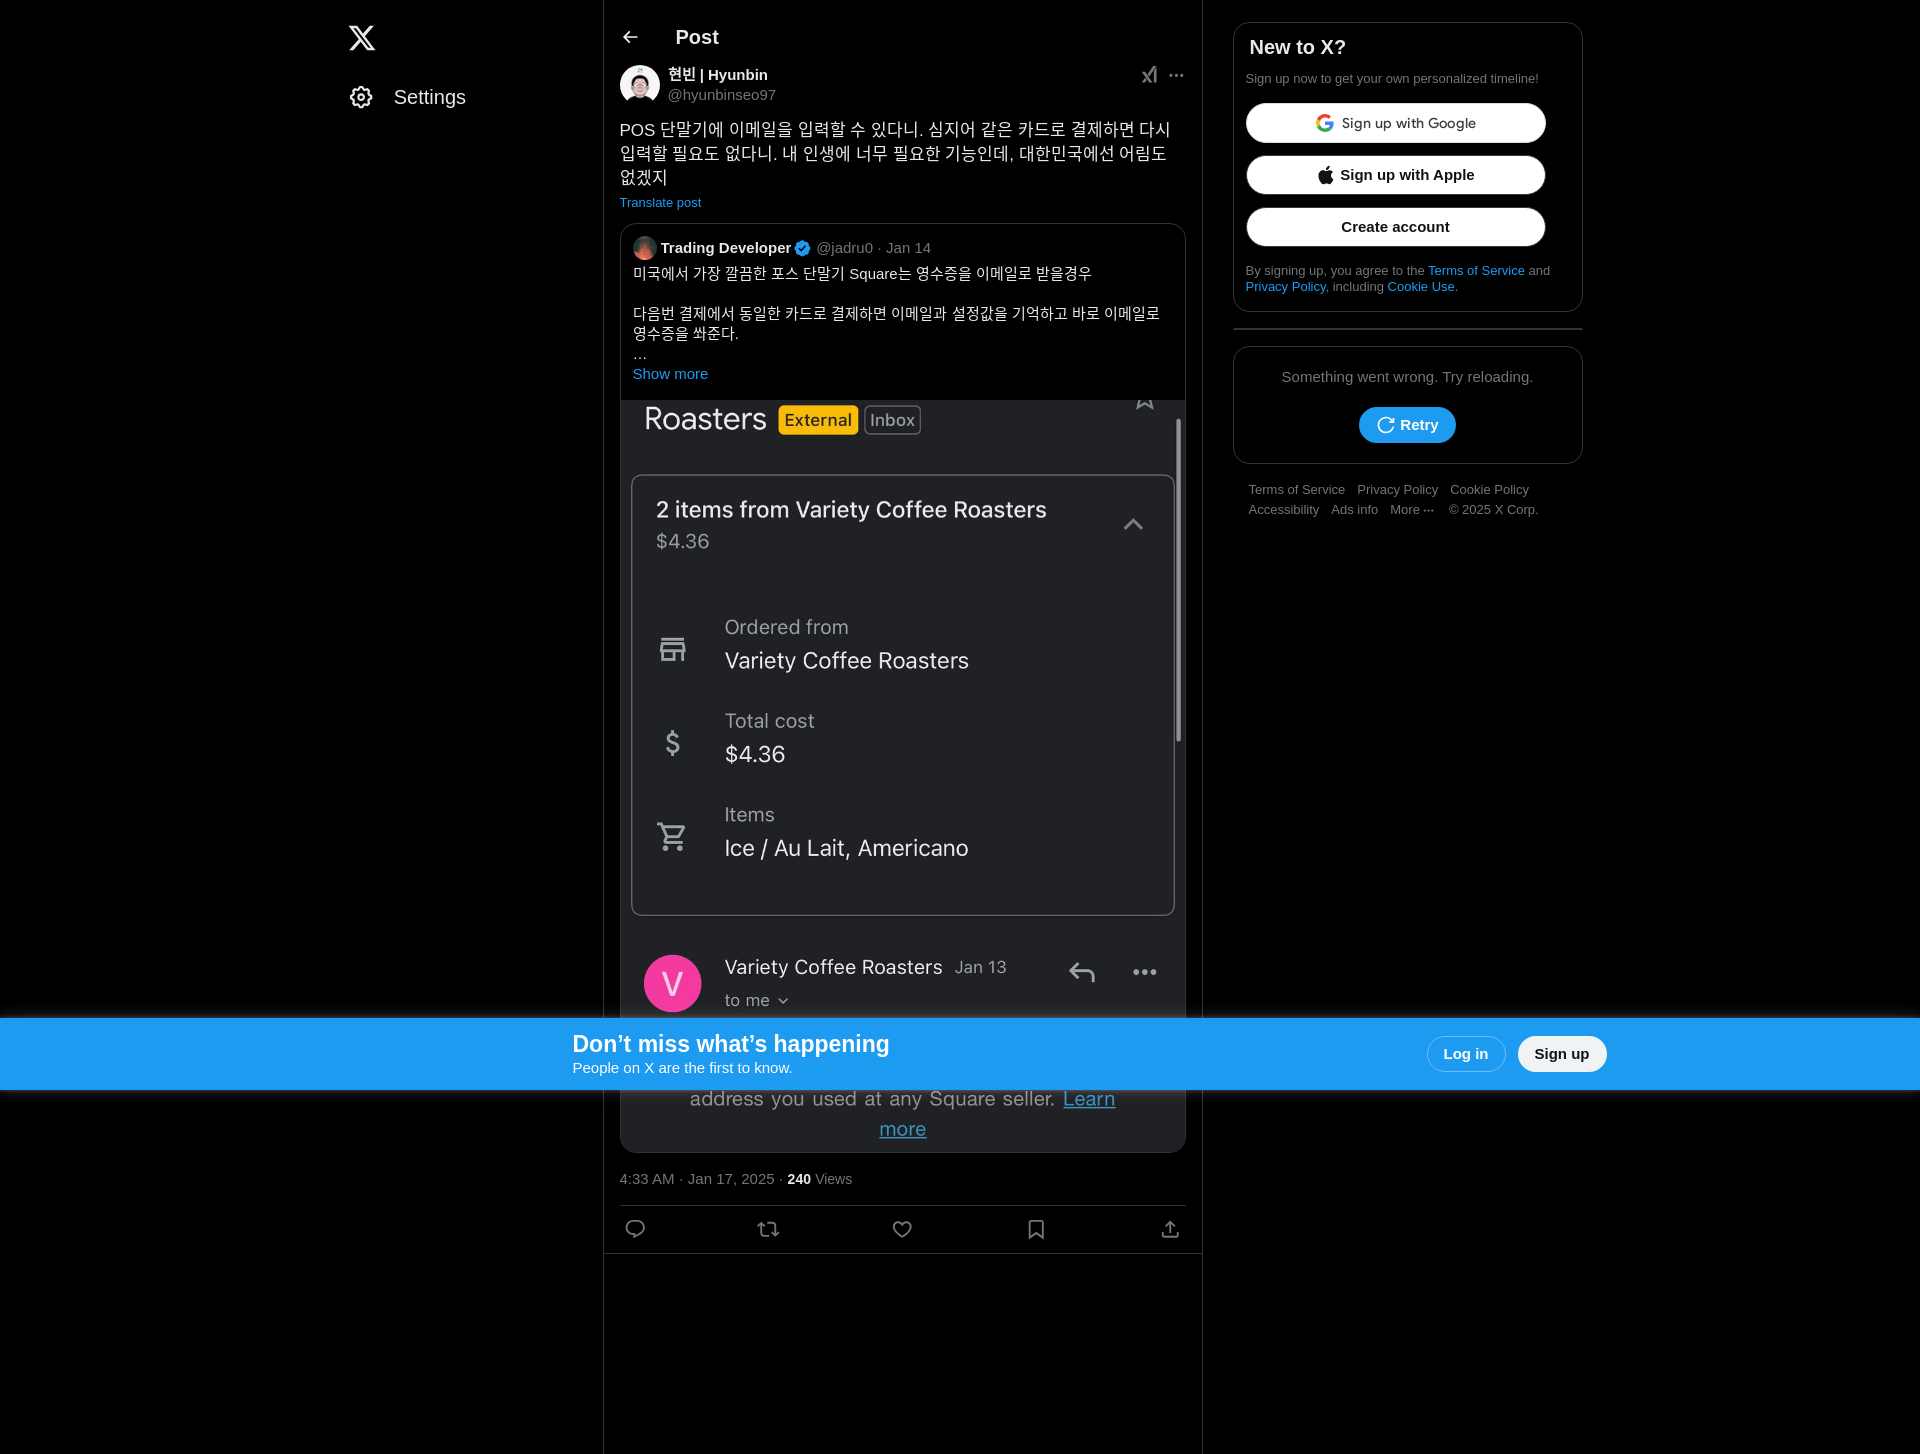 Settings
Post
현빈 | Hyunbin
@hyunbinseo97
POS 단말기에 이메일을 입력할 수 있다니. 심지어 같은 카드로 결제하면 다시
입력할 필요도 없다니. 내 인생에 너무 필요한 기능인데, 대한민국에선 어림도
없겠지
Translate post
Trading Developer @jadru0 · Jan 14
미국에서 가장 깔끔한 포스 단말기 Square는 영수증을 이메일로 받을경우
다음번 결제에서 동일한 카드로 결제하면 이메일과 설정값을 기억하고 바로 이메일로
영수증을 쏴준다.
…
Show more
Roasters External Inbox
2 items from Variety Coffee Roasters
$4.36
Ordered from
Variety Coffee Roasters
Total cost
$4.36
Items
Ice / Au Lait, Americano
V
Variety Coffee Roasters Jan 13
to me
Don’t miss what’s happening
People on X are the first to know.
Log in
Sign up
address you used at any Square seller. Learn
more
4:33 AM · Jan 17, 2025 · 240 Views
New to X?
Sign up now to get your own personalized timeline!
Sign up with Google
Sign up with Apple
Create account
By signing up, you agree to the Terms of Service and
Privacy Policy, including Cookie Use.
Something went wrong. Try reloading.
Retry
Terms of Service Privacy Policy Cookie Policy
Accessibility Ads info More ··· © 2025 X Corp.